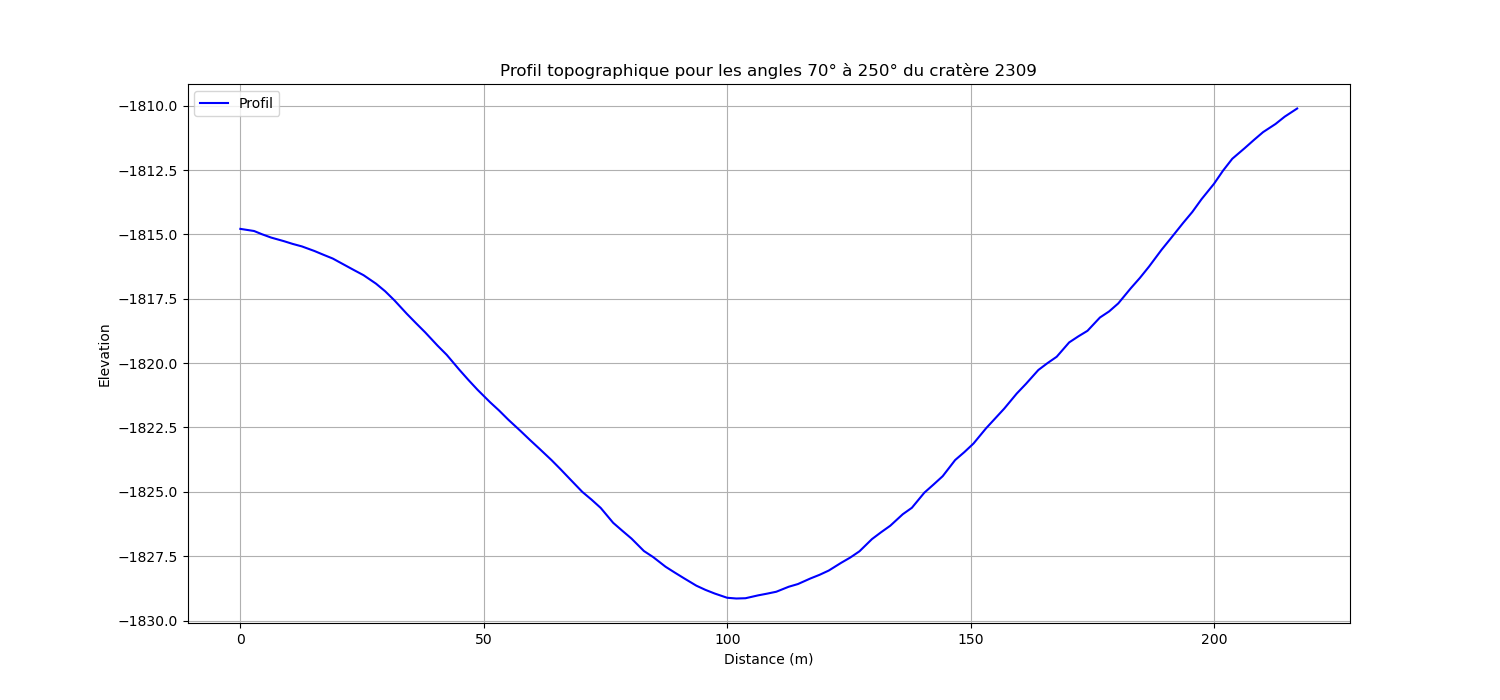 Profil topographique pour les angles 70° à 250° du cratère 2309
Profil
−1810.0
−1812.5
−1815.0
−1817.5
−1820.0
−1822.5
−1825.0
−1827.5
−1830.0
Elevation
0 50 100 150 200
Distance (m)